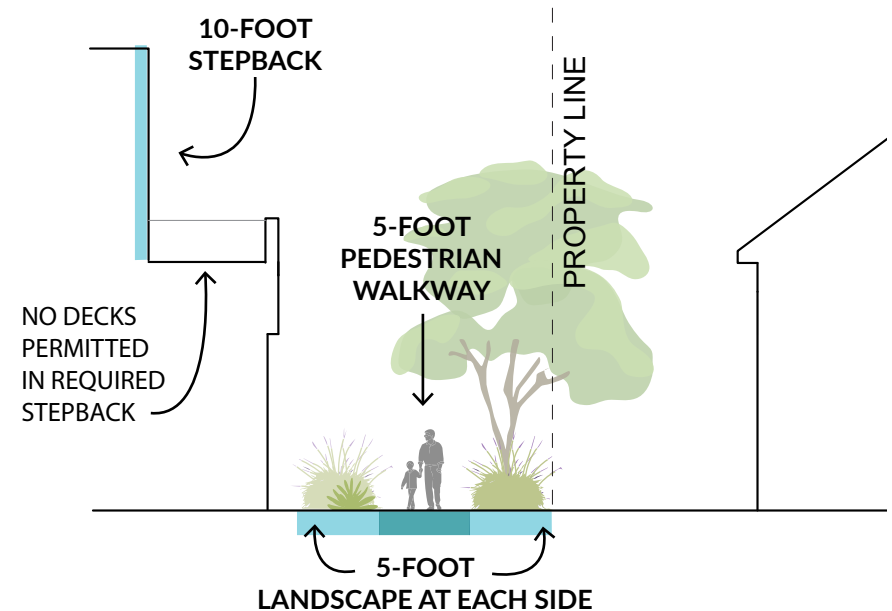 10-FOOT
STEPBACK
PROPERTY LINE
5-FOOT
PEDESTRIAN
WALKWAY
NO DECKS
PERMITTED
IN REQUIRED
STEPBACK
5-FOOT
LANDSCAPE AT EACH SIDE